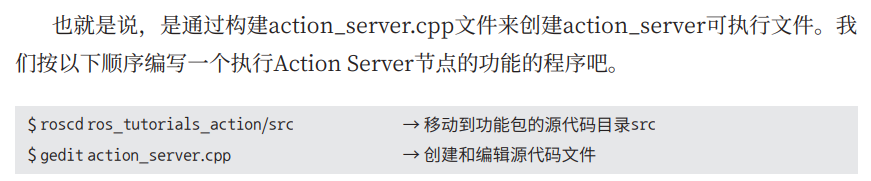 也就是说，是通过构建action_server.cpp文件来创建action_server可执行文件。我
们按以下顺序编写一个执行Action Server节点的功能的程序吧。
$ roscd ros_tutorials_action/src → 移动到功能包的源代码目录src
$ gedit action_server.cpp → 创建和编辑源代码文件